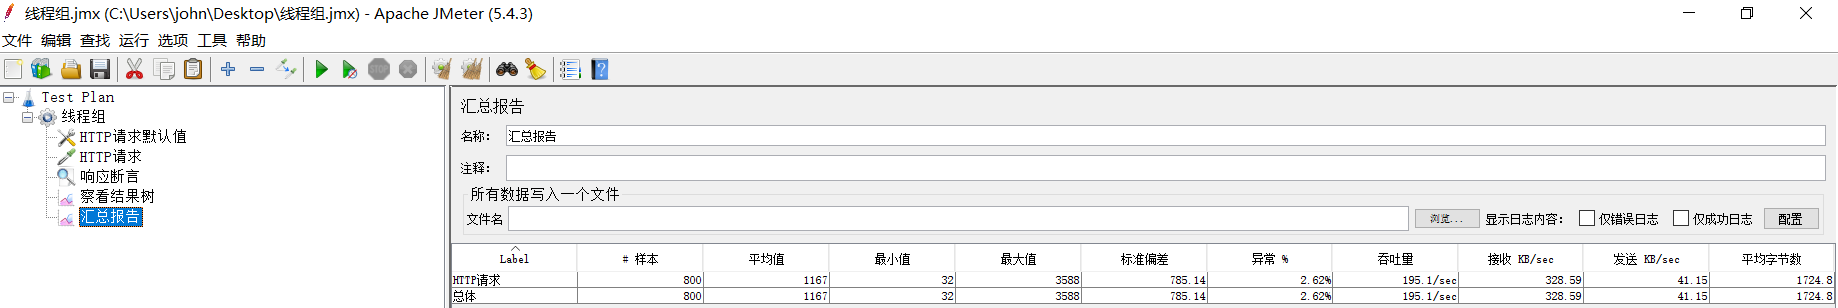 线程组.jmx (C:\Users\john\Desktop\线程组.jmx) - Apache JMeter (5.4.3)
文件 编辑 查找 运行 选项 工具 帮助
STOP
Test Plan
线程组
HTTP请求默认值
HTTP请求
响应断言
察看结果树
汇总报告
汇总报告
名称： 汇总报告
注释：
所有数据写入一个文件
文件名 浏览... 显示日志内容： 仅错误日志 仅成功日志 配置
Label # 样本 平均值 最小值 最大值 标准偏差 异常 % 吞吐量 接收 KB/sec 发送 KB/sec 平均字节数
HTTP请求 800 1167 32 3588 785.14 2.62% 195.1/sec 328.59 41.15 1724.8
总体 800 1167 32 3588 785.14 2.62% 195.1/sec 328.59 41.15 1724.8